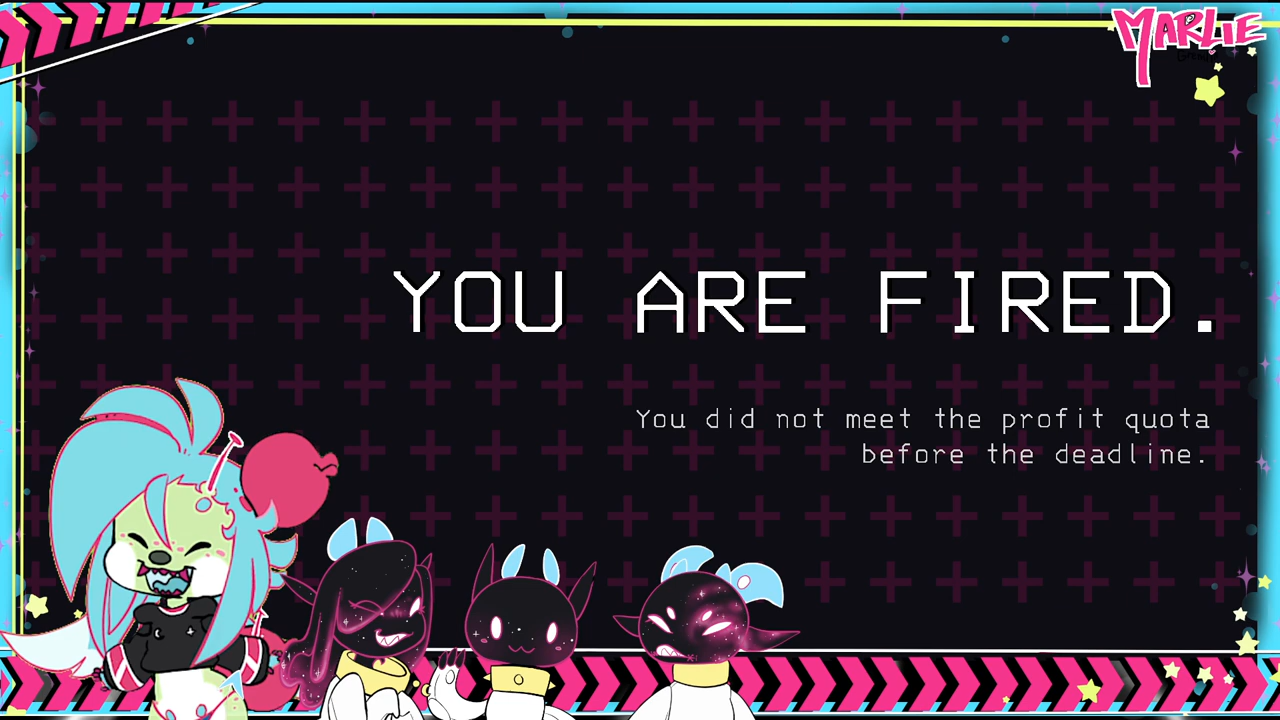 MARLIE
YOU ARE FIRED.
You did not meet the profit quota
before the deadline.